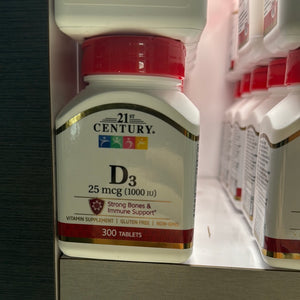 21ST
CENTURY®
D3
25 mcg (1000 IU)
Strong Bones &
Immune Support*
VITAMIN SUPPLEMENT | GLUTEN FREE |
300 TABLETS